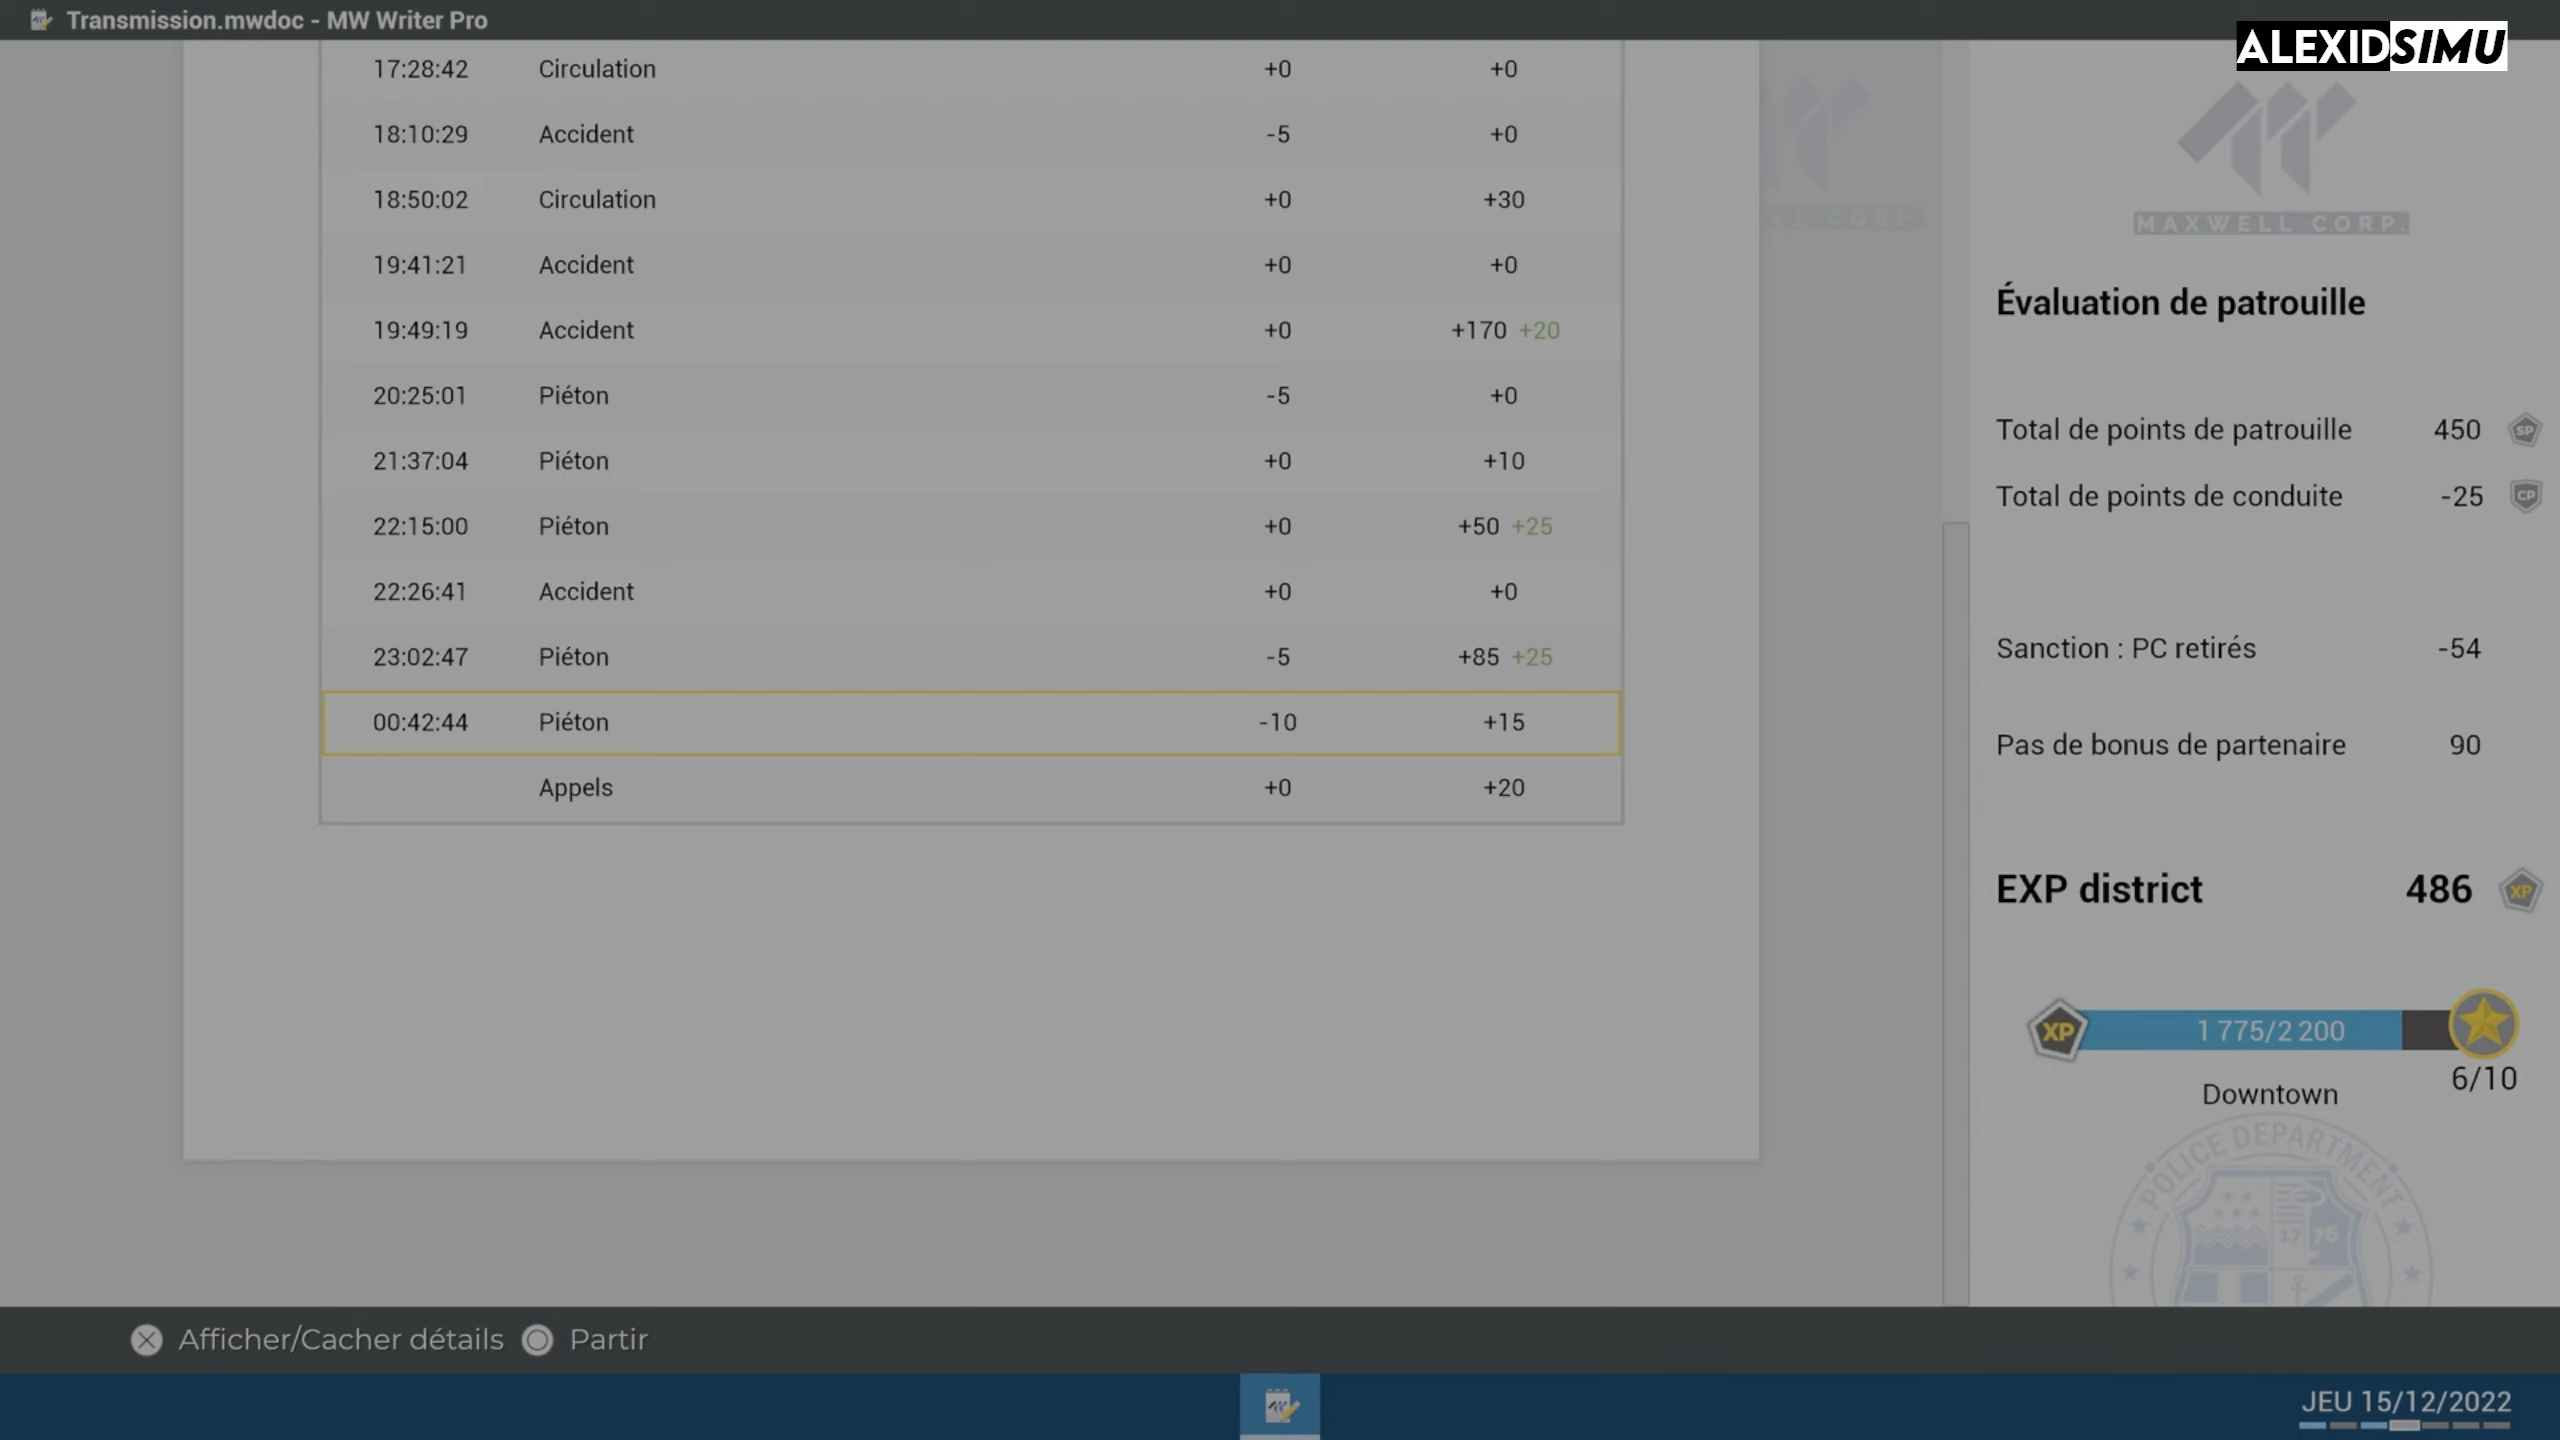 Transmission.mwdoc - MW Writer Pro
ALEXIDSIMU
17:28:42 Circulation +0 +0
18:10:29 Accident -5 +0
18:50:02 Circulation +0 +30
19:41:21 Accident +0 +0
19:49:19 Accident +0 +170 +20
20:25:01 Piéton -5 +0
21:37:04 Piéton +0 +10
22:15:00 Piéton +0 +50 +25
22:26:41 Accident +0 +0
23:02:47 Piéton -5 +85 +25
00:42:44 Piéton -10 +15
Appels +0 +20
MAXWELL CORP.
Évaluation de patrouille
Total de points de patrouille 450 SP
Total de points de conduite -25 CP
Sanction : PC retirés -54
Pas de bonus de partenaire 90
EXP district 486 XP
XP 1 775/2 200
6/10
Downtown
POLICE DEPARTMENT
17 76
Afficher/Cacher détails Partir
JEU 15/12/2022